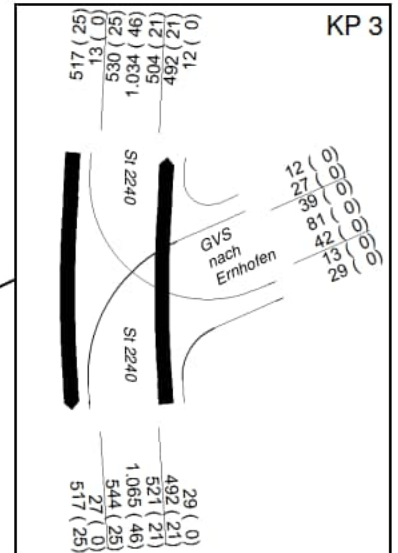 KP 3
517 ( 25)
13 ( 0)
530 ( 25)
1.034 ( 46)
504 ( 21)
492 ( 21)
12 ( 0)
St 2240
GVS
nach
Ernhofen
12 ( 0)
27 ( 0)
39 ( 0)
81 ( 0)
42 ( 0)
13 ( 0)
29 ( 0)
St 2240
517 ( 25)
27 ( 0)
544 ( 25)
1.065 ( 46)
521 ( 21
492 ( 21)
29 ( 0)